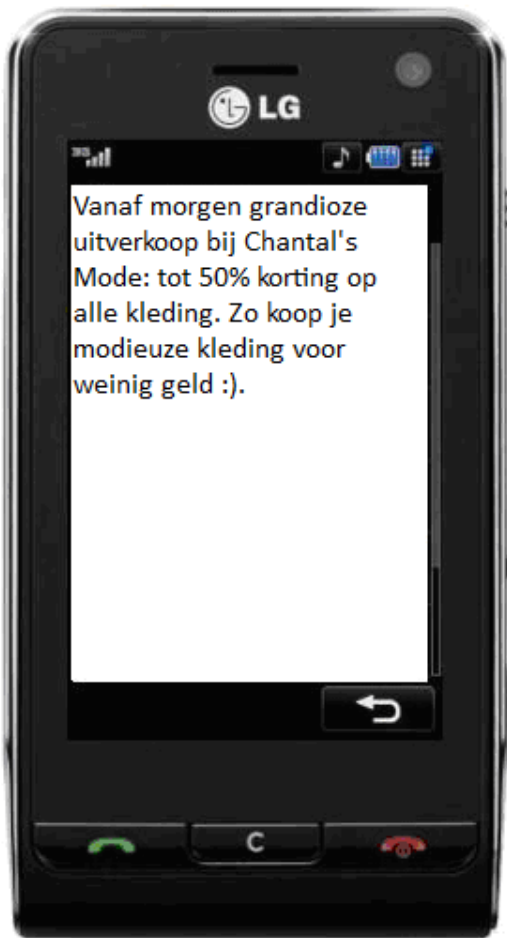 LG
3G
Vanaf morgen grandioze
uitverkoop bij Chantal's
Mode: tot 50% korting op
alle kleding. Zo koop je
modieuze kleding voor
weinig geld :).
C